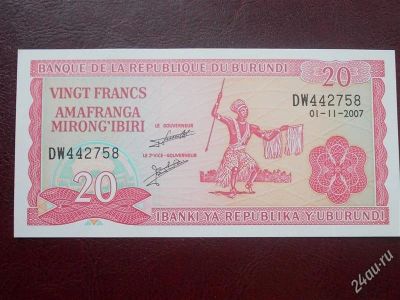 BANQUE DE LA REPUBLIQUE DU BURUNDI
20
VINGT FRANCS
AMAFRANGA
MIRONG'IBIRI
DW442758
01-11-2007
LE GOUVERNEUR
DW442758
LE 2e VICE-GOUVERNEUR
20
20
IBANKI YA REPUBLIKA Y'UBURUNDI
24au.ru